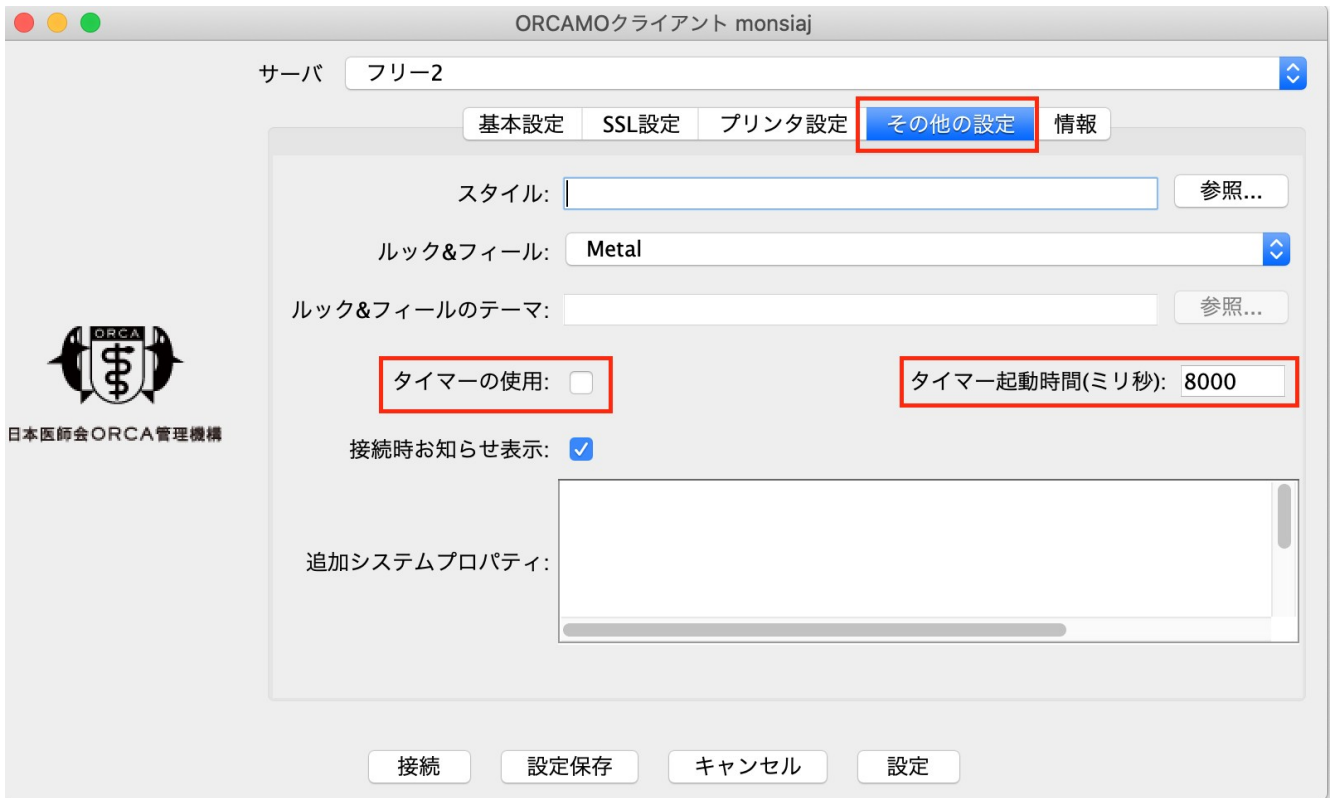 ORCAMOクライアント monsiaj
サーバ フリー2
基本設定 SSL設定 プリンタ設定 その他の設定 情報
スタイル: 参照...
ルック&フィール: Metal
ルック&フィールのテーマ: 参照...
タイマーの使用: タイマー起動時間(ミリ秒): 8000
ORCA
日本医師会ORCA管理機構
接続時お知らせ表示:
追加システムプロパティ:
接続 設定保存 キャンセル 設定